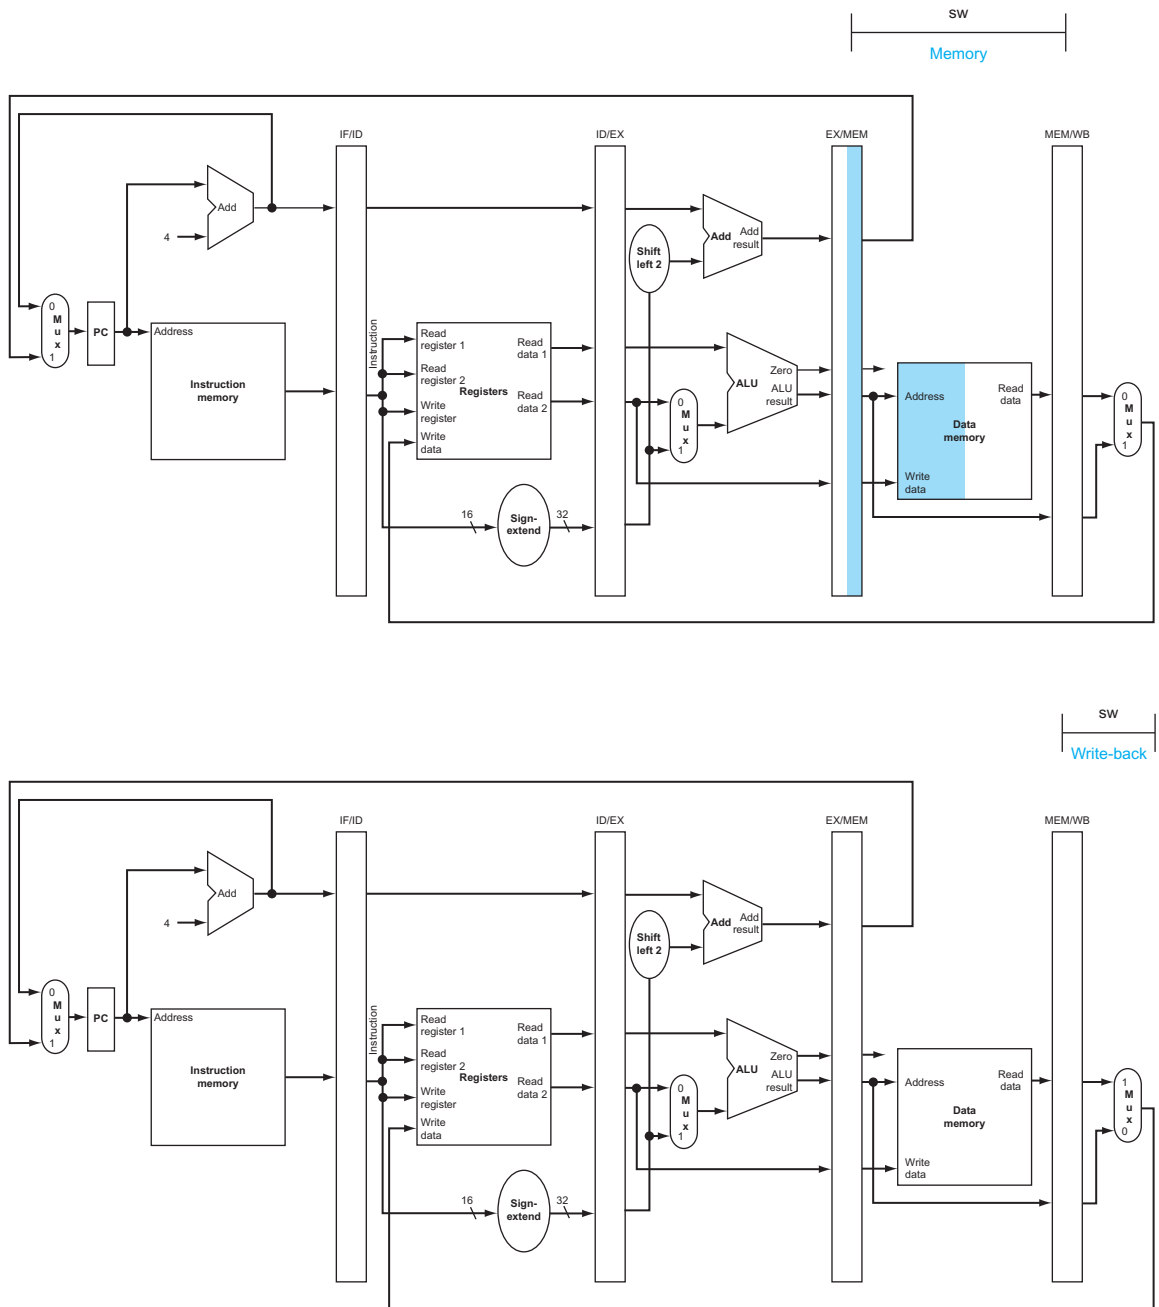 SW
Memory
IF/ID
ID/EX
EX/MEM
MEM/WB
Add
4
Shift
left 2
Add
Add
result
0
M
u
x
1
PC
Address
Instruction
memory
Instruction
Read
register 1
Read
register 2
Write
register
Write
data
Registers
Read
data 1
Read
data 2
0
M
u
x
1
Zero
ALU
ALU
result
Address
Write
data
Data
memory
Read
data
0
M
u
x
1
16
Sign-
extend
32
SW
Write-back
IF/ID
ID/EX
EX/MEM
MEM/WB
Add
4
Shift
left 2
Add
Add
result
0
M
u
x
1
PC
Address
Instruction
memory
Instruction
Read
register 1
Read
register 2
Write
register
Write
data
Registers
Read
data 1
Read
data 2
0
M
u
x
1
Zero
ALU
ALU
result
Address
Write
data
Data
memory
Read
data
1
M
u
x
0
16
Sign-
extend
32